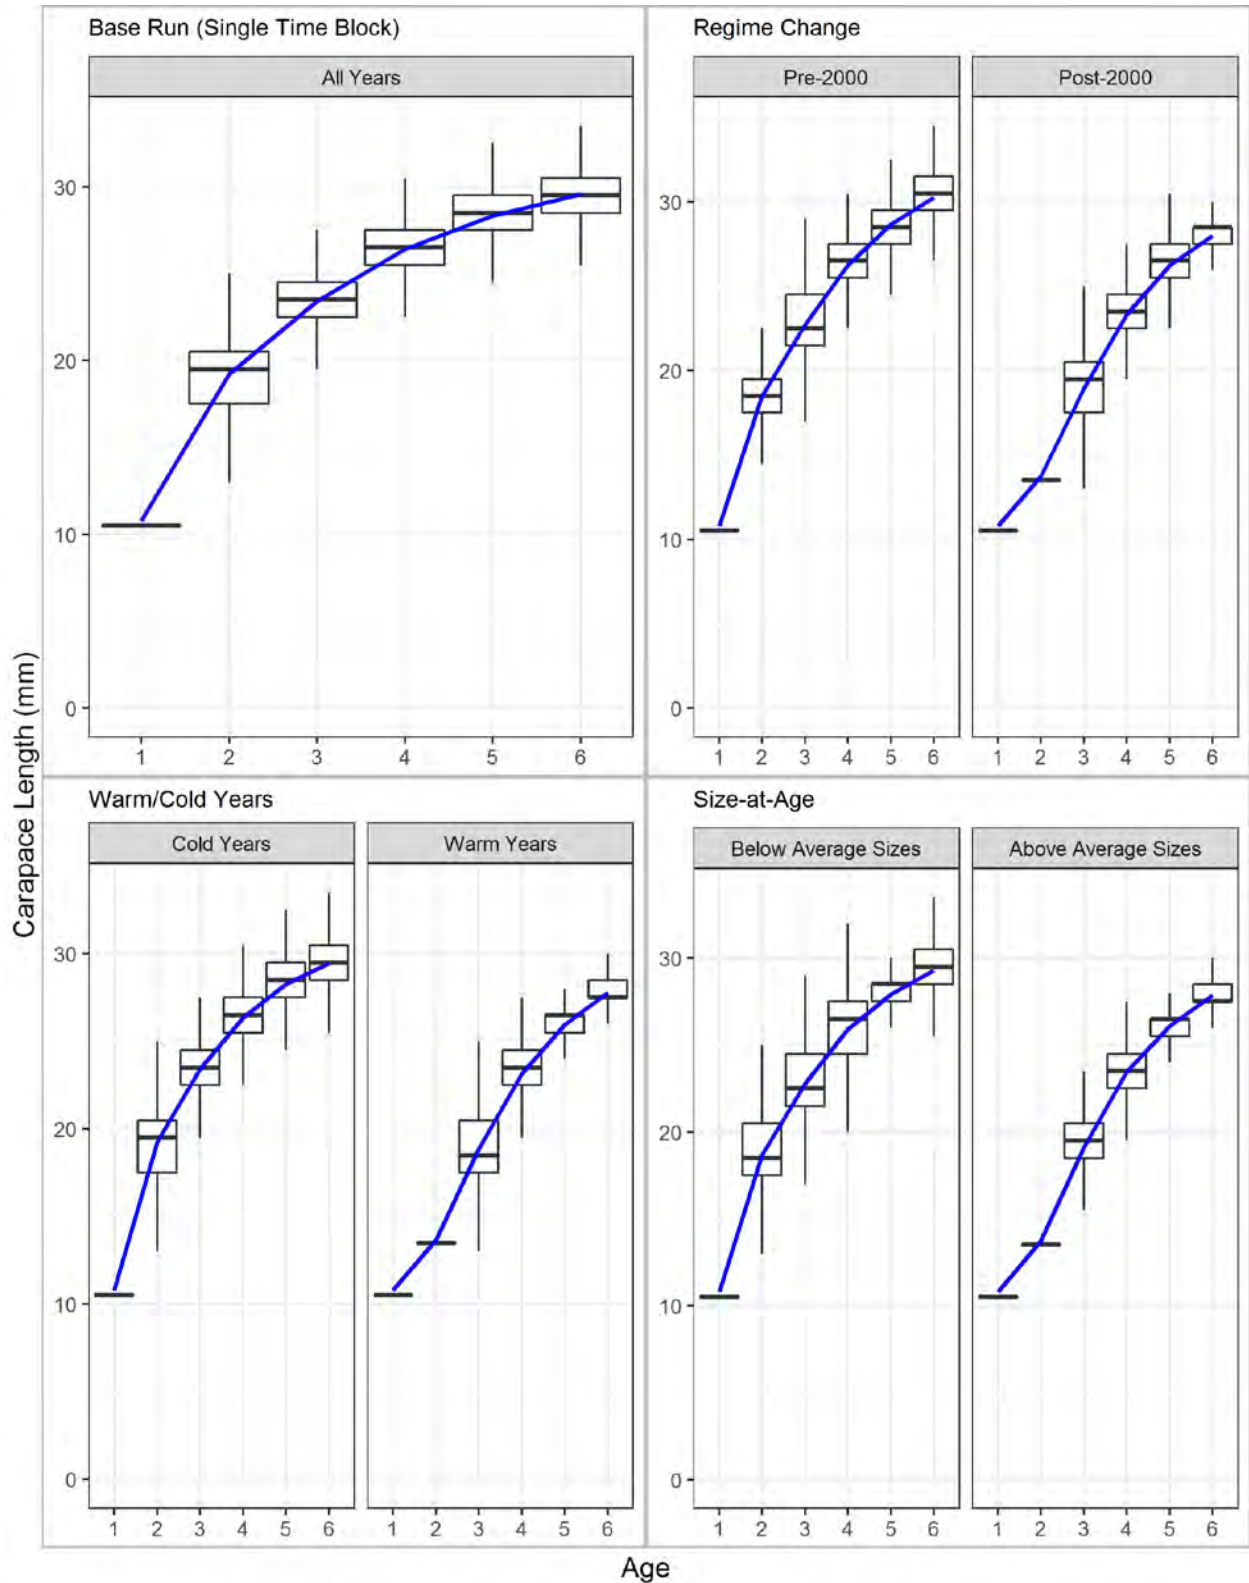 Base Run (Single Time Block)
All Years
30
20
10
0
1 2 3 4 5 6
Regime Change
Pre-2000 Post-2000
30
20
10
0
1 2 3 4 5 6 1 2 3 4 5 6
Carapace Length (mm)
Warm/Cold Years
Cold Years Warm Years
30
20
10
0
1 2 3 4 5 6 1 2 3 4 5 6
Size-at-Age
Below Average Sizes Above Average Sizes
30
20
10
0
1 2 3 4 5 6 1 2 3 4 5 6
Age